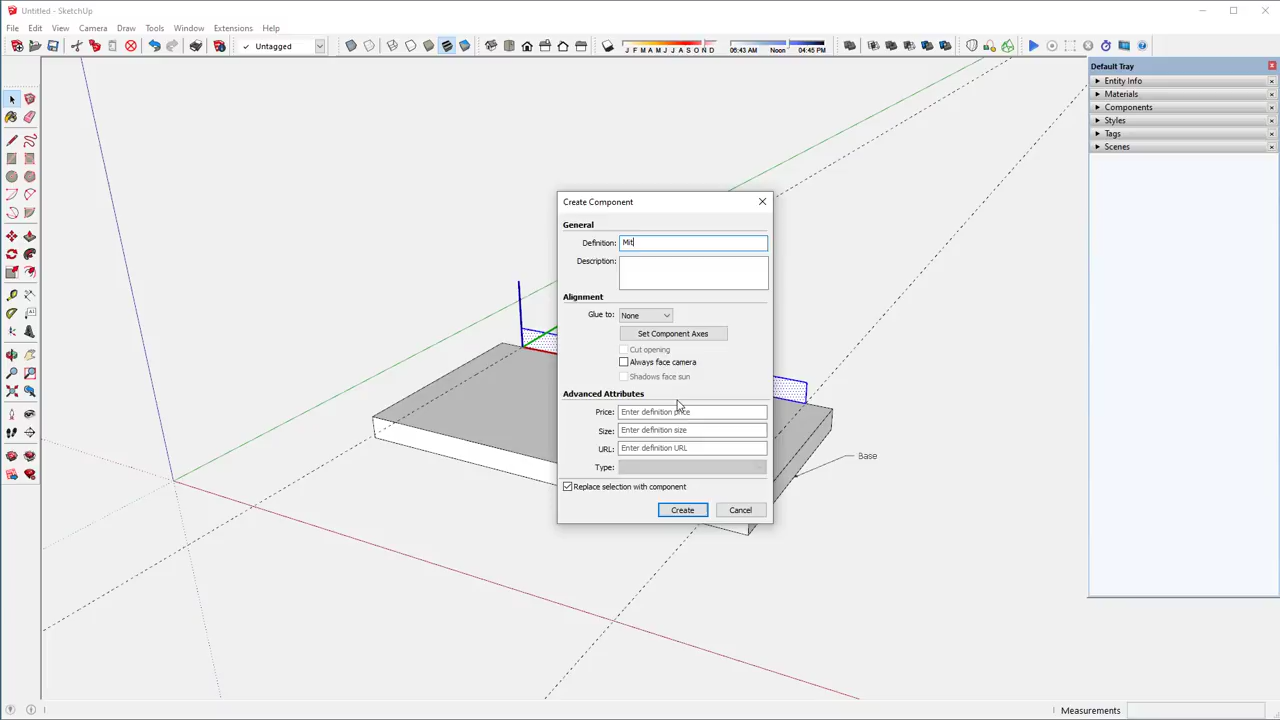 Untitled - SketchUp
File Edit View Camera Draw Tools Window Extensions Help
✓ Untagged
J F M A M J J A S O N D
06:43 AM Noon 04:45 PM
Default Tray
Entity Info
Materials
Components
Styles
Tags
Scenes
Create Component
General
Definition: Mit
Description:
Alignment
Glue to: None
Set Component Axes
Cut opening
Always face camera
Shadows face sun
Advanced Attributes
Price: Enter definition price
Size: Enter definition size
URL: Enter definition URL
Type:
Replace selection with component
Create Cancel
Base
Measurements